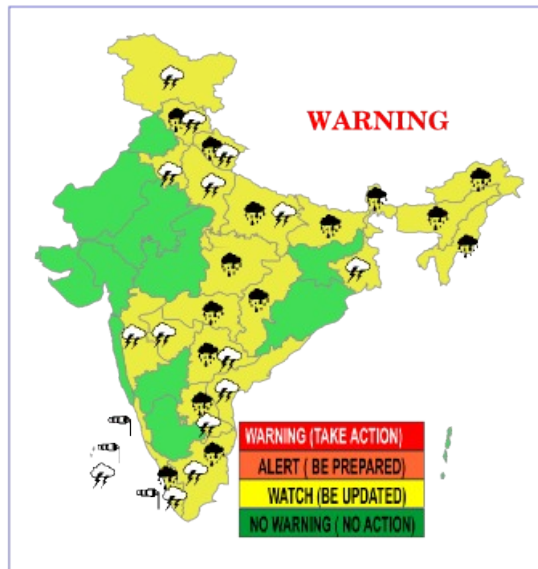 WARNING
WARNING (TAKE ACTION)
ALERT ( BE PREPARED)
WATCH (BE UPDATED)
NO WARNING ( NO ACTION)